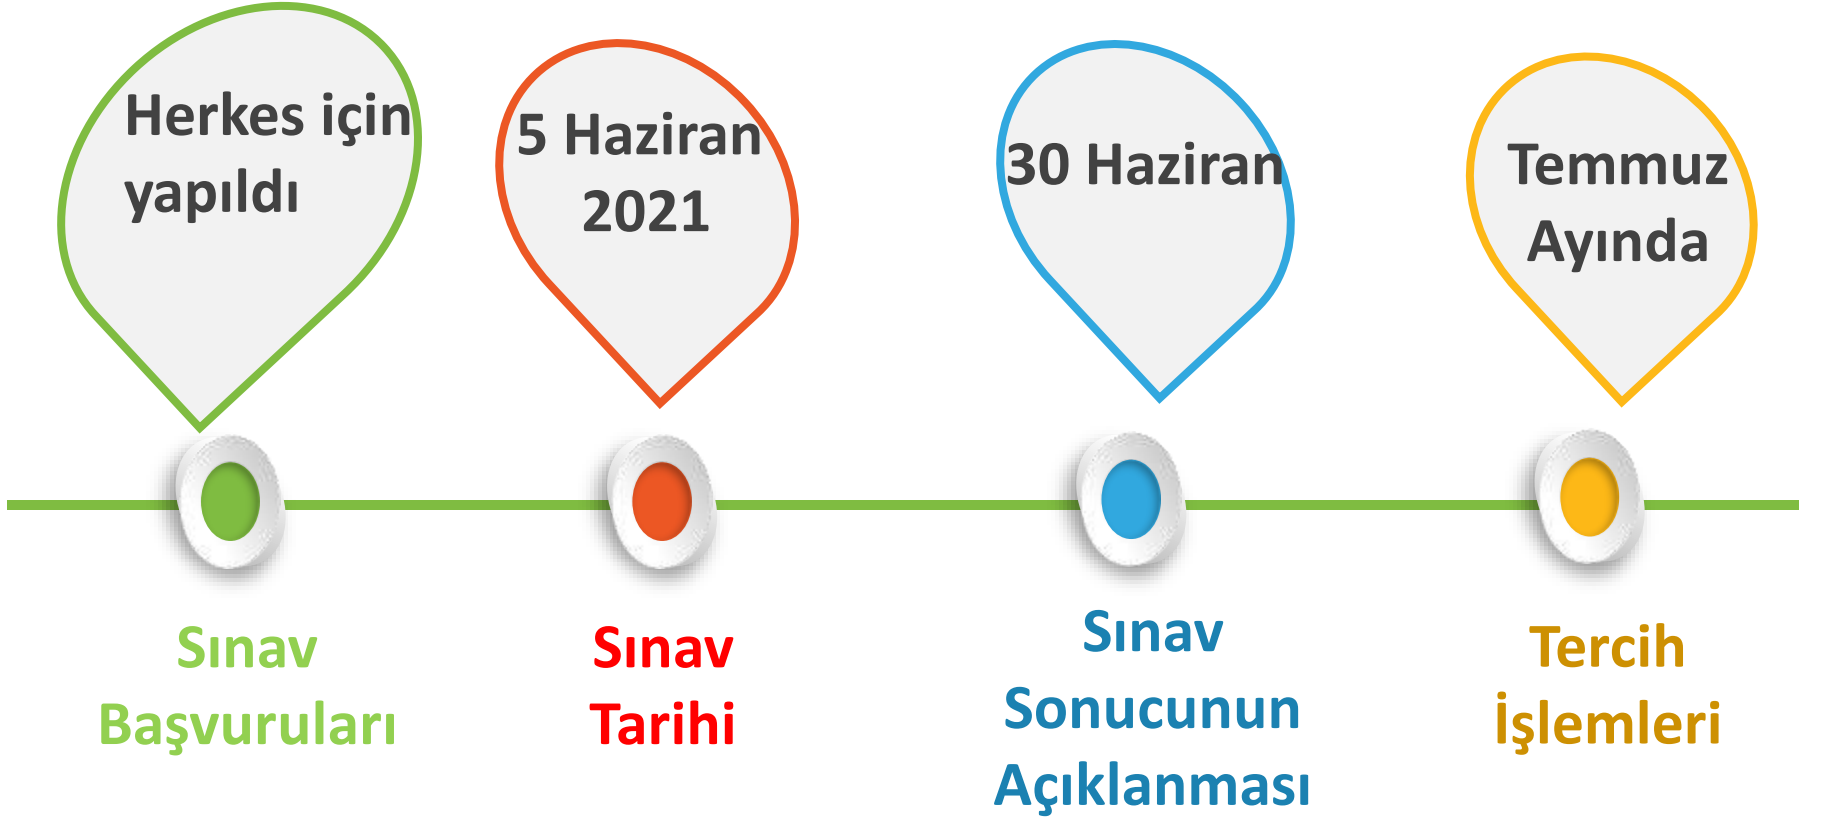 Herkes için
yapıldı
5 Haziran
2021
30 Haziran
Temmuz
Ayında
Sınav
Başvuruları
Sınav
Tarihi
Sınav
Sonucunun
Açıklanması
Tercih
İşlemleri